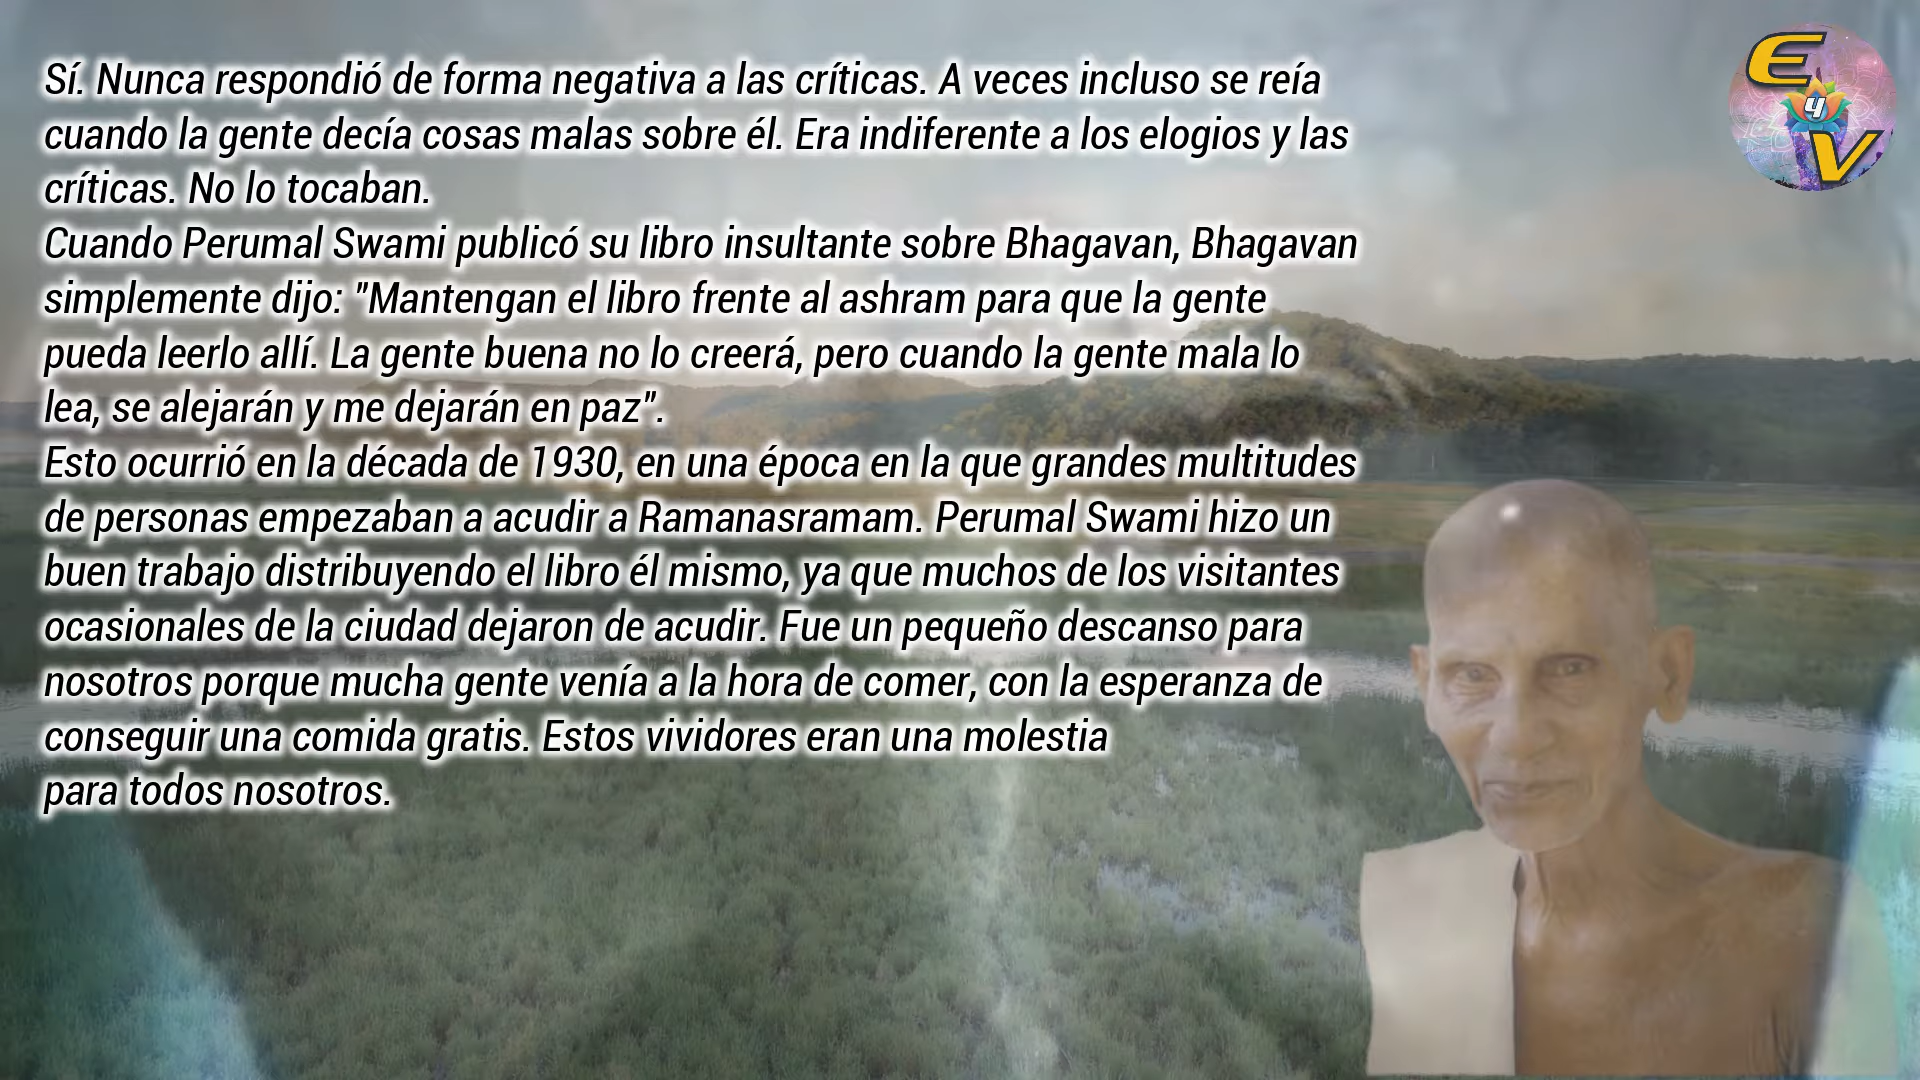 Sí. Nunca respondió de forma negativa a las críticas. A veces incluso se reía
cuando la gente decía cosas malas sobre él. Era indiferente a los elogios y las
críticas. No lo tocaban.
Cuando Perumal Swami publicó su libro insultante sobre Bhagavan, Bhagavan
simplemente dijo: "Mantengan el libro frente al ashram para que la gente
pueda leerlo allí. La gente buena no lo creerá, pero cuando la gente mala lo
lea, se alejarán y me dejarán en paz".
Esto ocurrió en la década de 1930, en una época en la que grandes multitudes
de personas empezaban a acudir a Ramanasramam. Perumal Swami hizo un
buen trabajo distribuyendo el libro él mismo, ya que muchos de los visitantes
ocasionales de la ciudad dejaron de acudir. Fue un pequeño descanso para
nosotros porque mucha gente venía a la hora de comer, con la esperanza de
conseguir una comida gratis. Estos vividores eran una molestia
para todos nosotros.
E
y
V